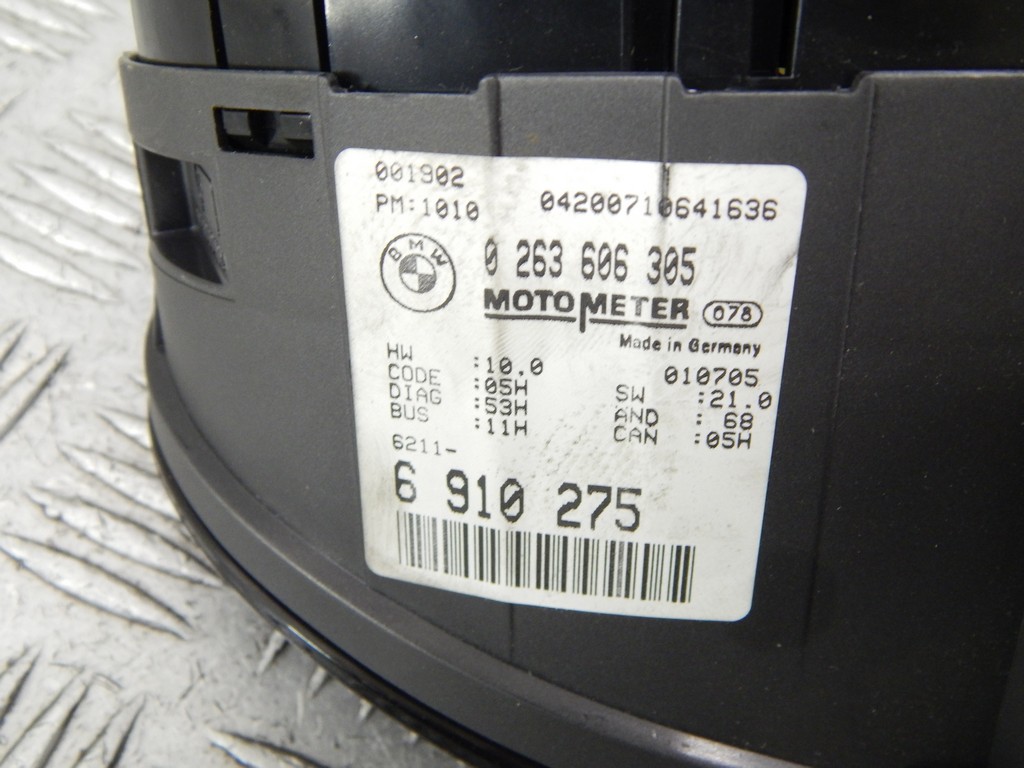 001902
PM:1010 04200710641636
BMW
0 263 606 305
MOTOMETER 078
Made in Germany
010705
HW :10.0 SW :21.0
CODE :05H AND : 68
DIAG :53H CAN :05H
BUS :11H
6211-
6 910 275